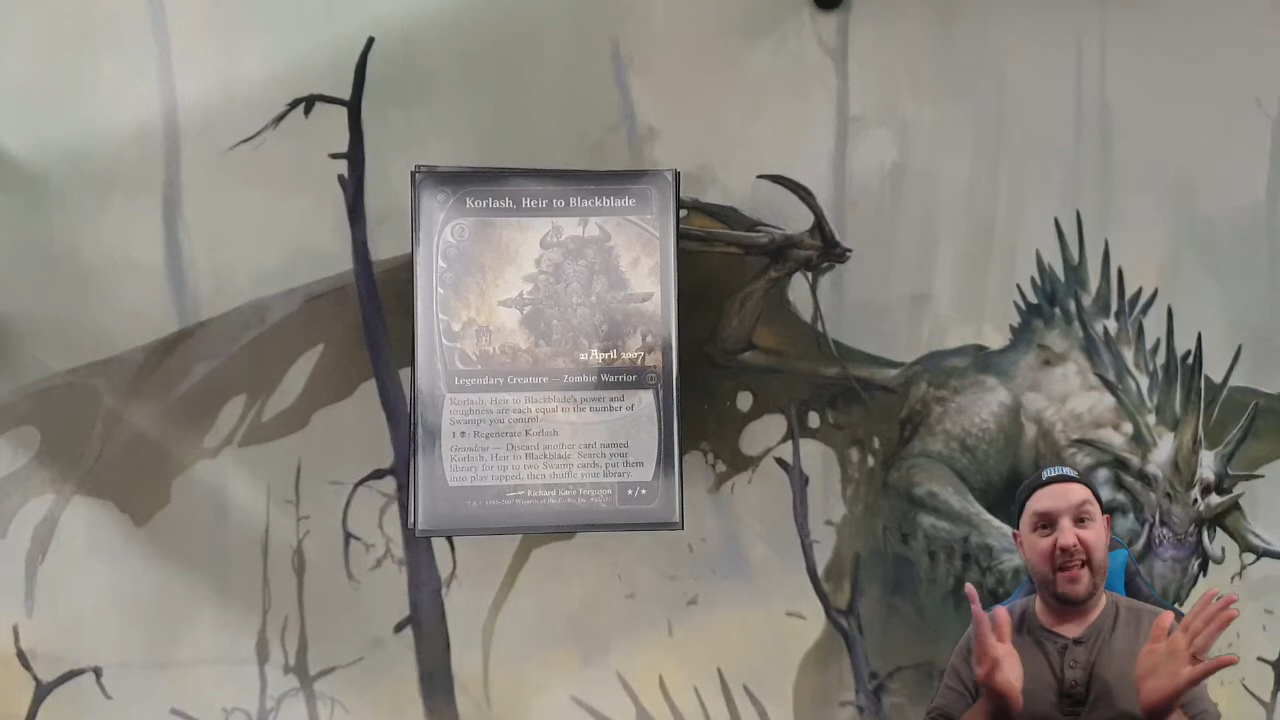 Korlash, Heir to Blackblade
2
21 April 2007
Legendary Creature — Zombie Warrior
Korlash, Heir to Blackblade's power and
toughness are each equal to the number of
Swamps you control.
1 : Regenerate Korlash.
Grandeur — Discard another card named
Korlash, Heir to Blackblade: Search your
library for up to two Swamp cards, put them
into play tapped, then shuffle your library.
Richard Kane Ferguson
★/★